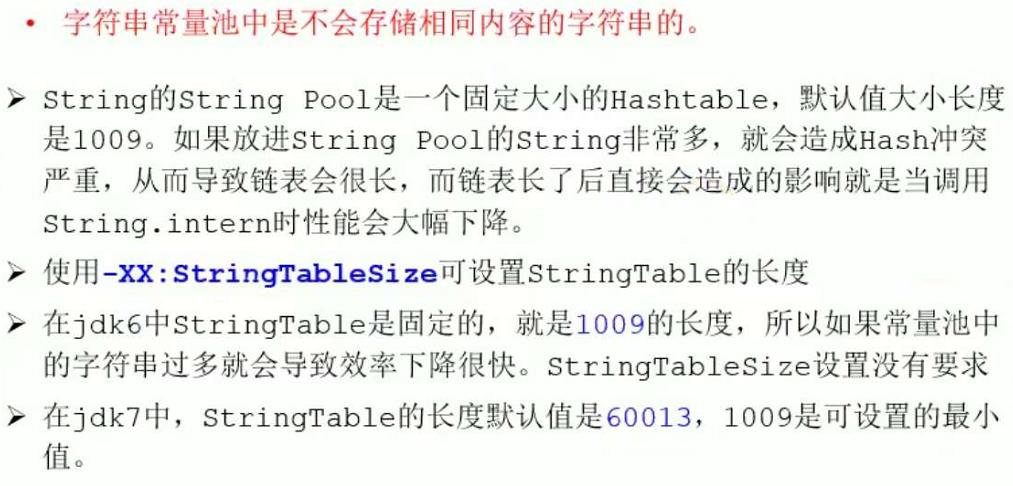 • 字符串常量池中是不会存储相同内容的字符串的。
➢ String的String Pool是一个固定大小的Hashtable，默认值大小长度
是1009。如果放进String Pool的String非常多，就会造成Hash冲突
严重，从而导致链表会很长，而链表长了后直接会造成的影响就是当调用
String.intern时性能会大幅下降。
➢ 使用-XX:StringTableSize可设置StringTable的长度
➢ 在jdk6中StringTable是固定的，就是1009的长度，所以如果常量池中
的字符串过多就会导致效率下降很快。StringTableSize设置没有要求
➢ 在jdk7中，StringTable的长度默认值是60013，1009是可设置的最小
值。